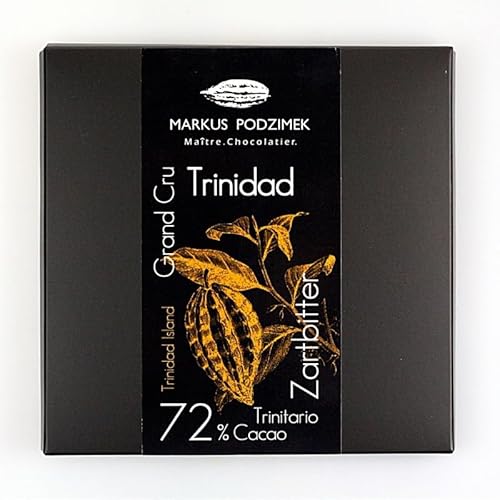 MARKUS PODZIMEK
Maître.Chocolatier.
Trinidad
Grand Cru
Trinidad Island
Zartbitter
Trinitario
72% Cacao